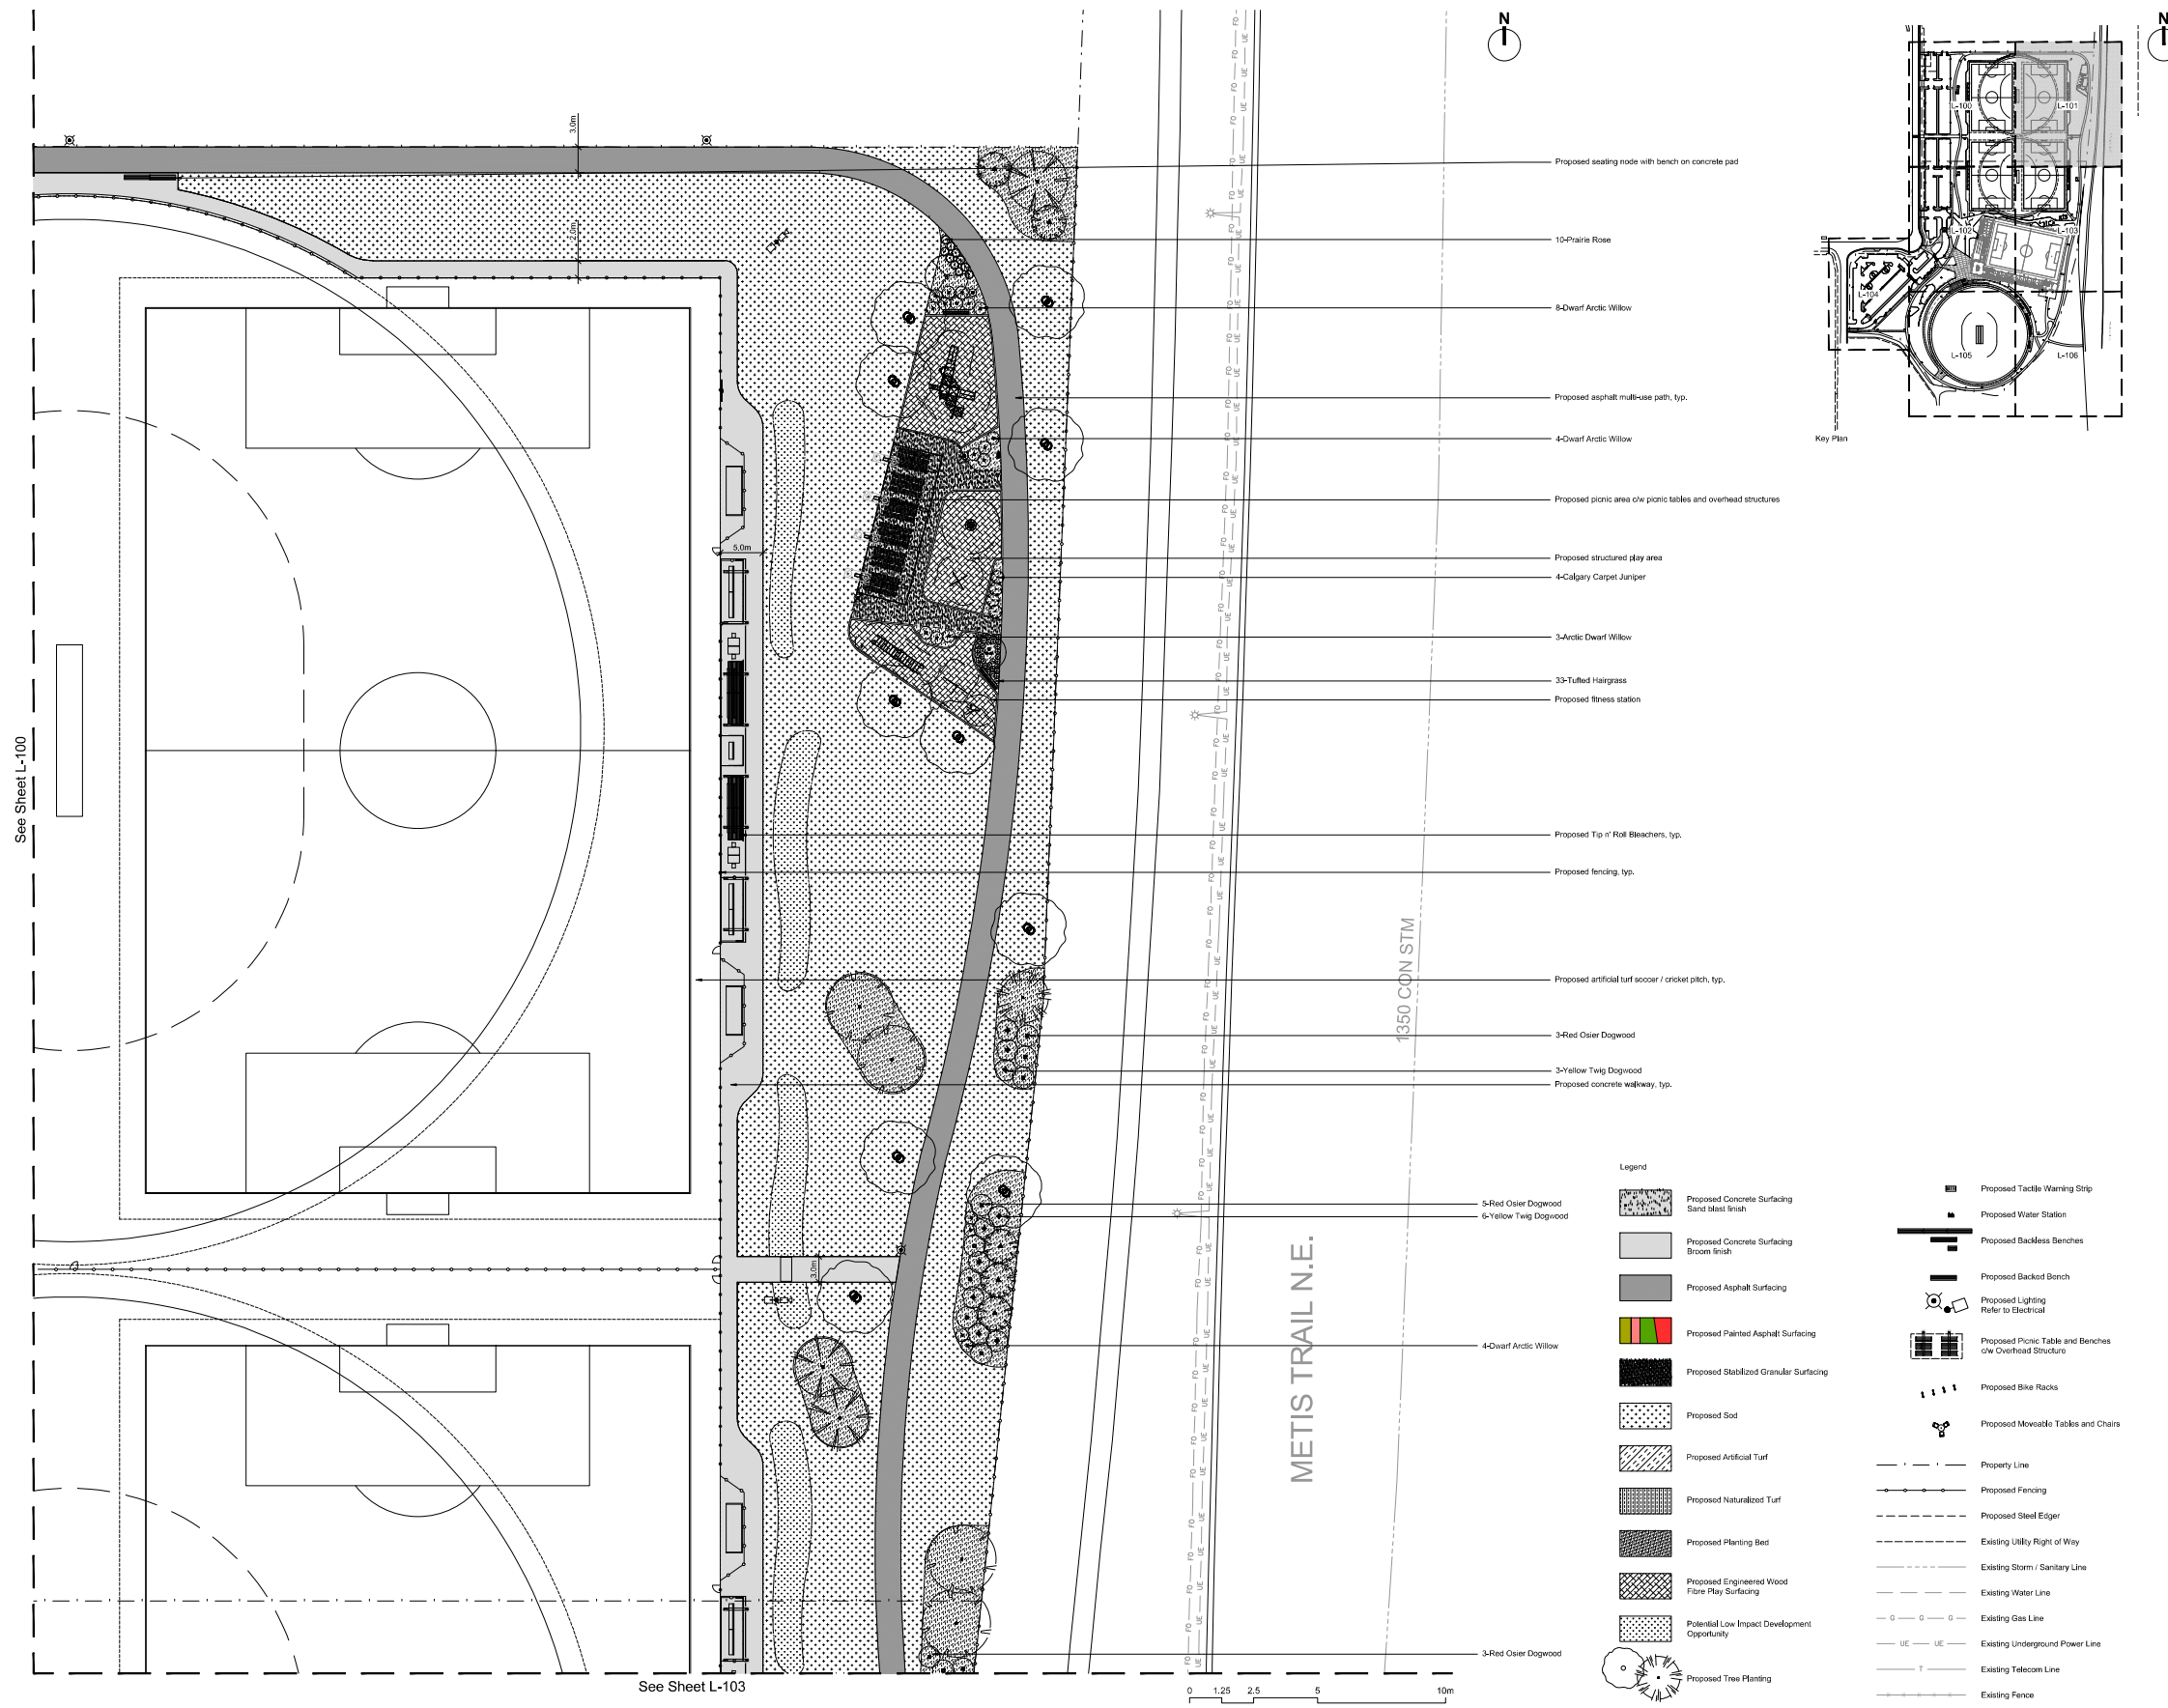 N
N
3.0m
Proposed seating node with bench on concrete pad
L-100
L-101
2.0m
10-Prairie Rose
L-102
L-103
8-Dwarf Arctic Willow
L-104
L-105
L-106
Proposed asphalt multi-use path, typ.
4-Dwarf Arctic Willow
Key Plan
Proposed picnic area c/w picnic tables and overhead structures
5.0m
Proposed structured play area
4-Calgary Carpet Juniper
3-Arctic Dwarf Willow
33-Tufted Hairgrass
Proposed fitness station
See Sheet L-100
Proposed Tip n' Roll Bleachers, typ.
Proposed fencing, typ.
1350 CON STM
Proposed artificial turf soccer / cricket pitch, typ.
3-Red Osier Dogwood
3-Yellow Twig Dogwood
Proposed concrete walkway, typ.
5-Red Osier Dogwood
6-Yellow Twig Dogwood
3.0m
METIS TRAIL N.E.
4-Dwarf Arctic Willow
3-Red Osier Dogwood
FO
UE
See Sheet L-103
0 1.25 2.5 5 10m
Legend
Proposed Concrete Surfacing
Sand blast finish
Proposed Concrete Surfacing
Broom finish
Proposed Asphalt Surfacing
Proposed Painted Asphalt Surfacing
Proposed Stabilized Granular Surfacing
Proposed Sod
Proposed Artificial Turf
Proposed Naturalized Turf
Proposed Planting Bed
Proposed Engineered Wood
Fibre Play Surfacing
Potential Low Impact Development
Opportunity
Proposed Tree Planting
Proposed Tactile Warning Strip
Proposed Water Station
Proposed Backless Benches
Proposed Backed Bench
Proposed Lighting
Refer to Electrical
Proposed Picnic Table and Benches
c/w Overhead Structure
Proposed Bike Racks
Proposed Moveable Tables and Chairs
Property Line
Proposed Fencing
Proposed Steel Edger
Existing Utility Right of Way
Existing Storm / Sanitary Line
Existing Water Line
G G G Existing Gas Line
UE UE Existing Underground Power Line
T Existing Telecom Line
Existing Fence